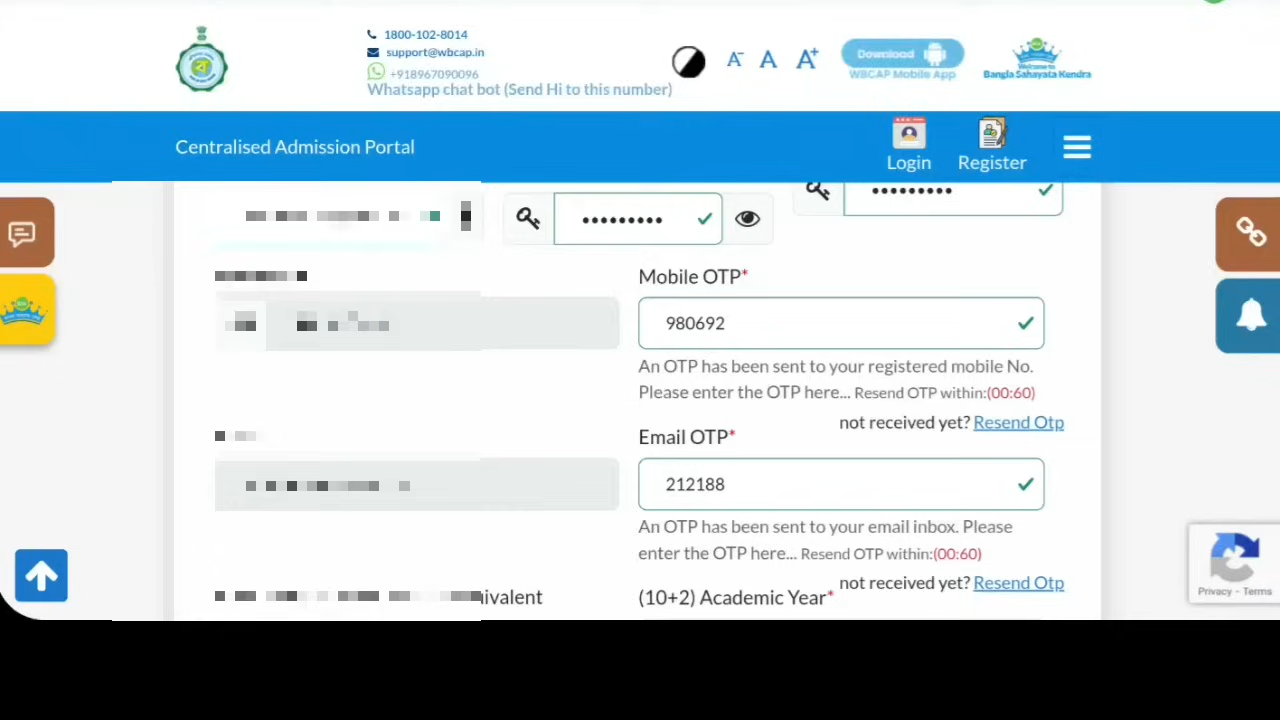 1800-102-8014
support@wbcap.in
+918967090096
Whatsapp chat bot (Send Hi to this number)
A- A A+
Download
WBCAP Mobile App
Welcome to
Bangla Sahayata Kendra
Centralised Admission Portal
Login
Register
Mobile OTP*
980692
An OTP has been sent to your registered mobile No.
Please enter the OTP here... Resend OTP within:(00:60)
not received yet? Resend Otp
Email OTP*
212188
An OTP has been sent to your email inbox. Please
enter the OTP here... Resend OTP within:(00:60)
not received yet? Resend Otp
(10+2) Academic Year*
Privacy - Terms